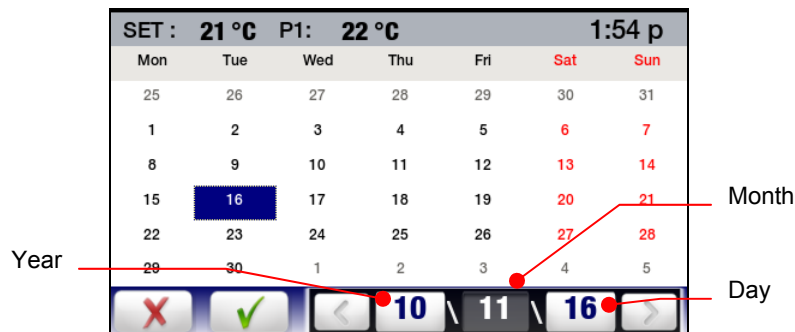 SET : 21 °C P1: 22 °C 1:54 p
Mon Tue Wed Thu Fri Sat Sun
25 26 27 28 29 30 31
1 2 3 4 5 6 7
8 9 10 11 12 13 14
15 16 17 18 19 20 21
Month
22 23 24 25 26 27 28
Year
29 30 1 2 3 4 5
Day
< 10 \ 11 \ 16 >